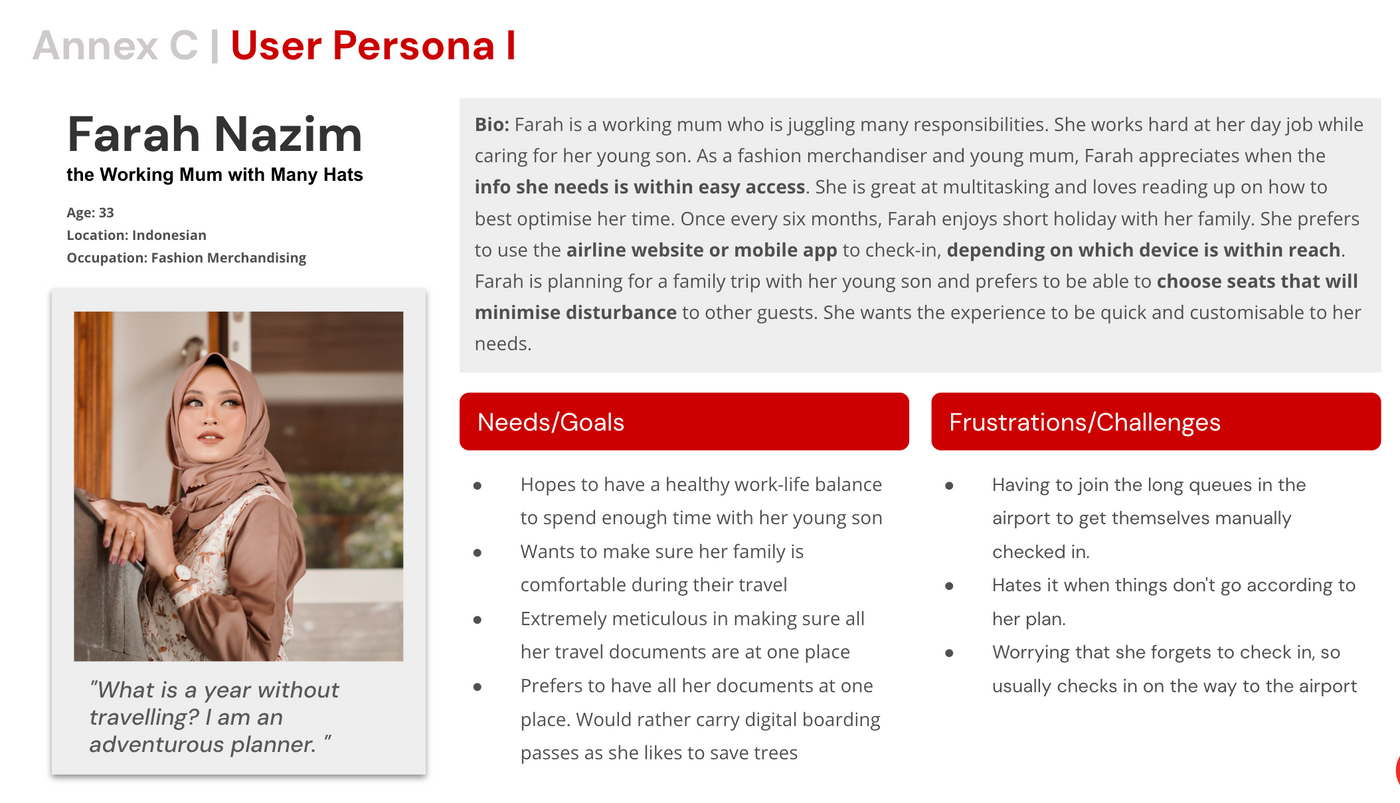 Annex C | User Persona I
Farah Nazim
the Working Mum with Many Hats
Age: 33
Location: Indonesian
Occupation: Fashion Merchandising
"What is a year without
travelling? I am an
adventurous planner. "
Bio: Farah is a working mum who is juggling many responsibilities. She works hard at her day job while
caring for her young son. As a fashion merchandiser and young mum, Farah appreciates when the
info she needs is within easy access. She is great at multitasking and loves reading up on how to
best optimise her time. Once every six months, Farah enjoys short holiday with her family. She prefers
to use the airline website or mobile app to check-in, depending on which device is within reach.
Farah is planning for a family trip with her young son and prefers to be able to choose seats that will
minimise disturbance to other guests. She wants the experience to be quick and customisable to her
needs.
Needs/Goals
● Hopes to have a healthy work-life balance
to spend enough time with her young son
● Wants to make sure her family is
comfortable during their travel
● Extremely meticulous in making sure all
her travel documents are at one place
● Prefers to have all her documents at one
place. Would rather carry digital boarding
passes as she likes to save trees
Frustrations/Challenges
● Having to join the long queues in the
airport to get themselves manually
checked in.
● Hates it when things don't go according to
her plan.
● Worrying that she forgets to check in, so
usually checks in on the way to the airport